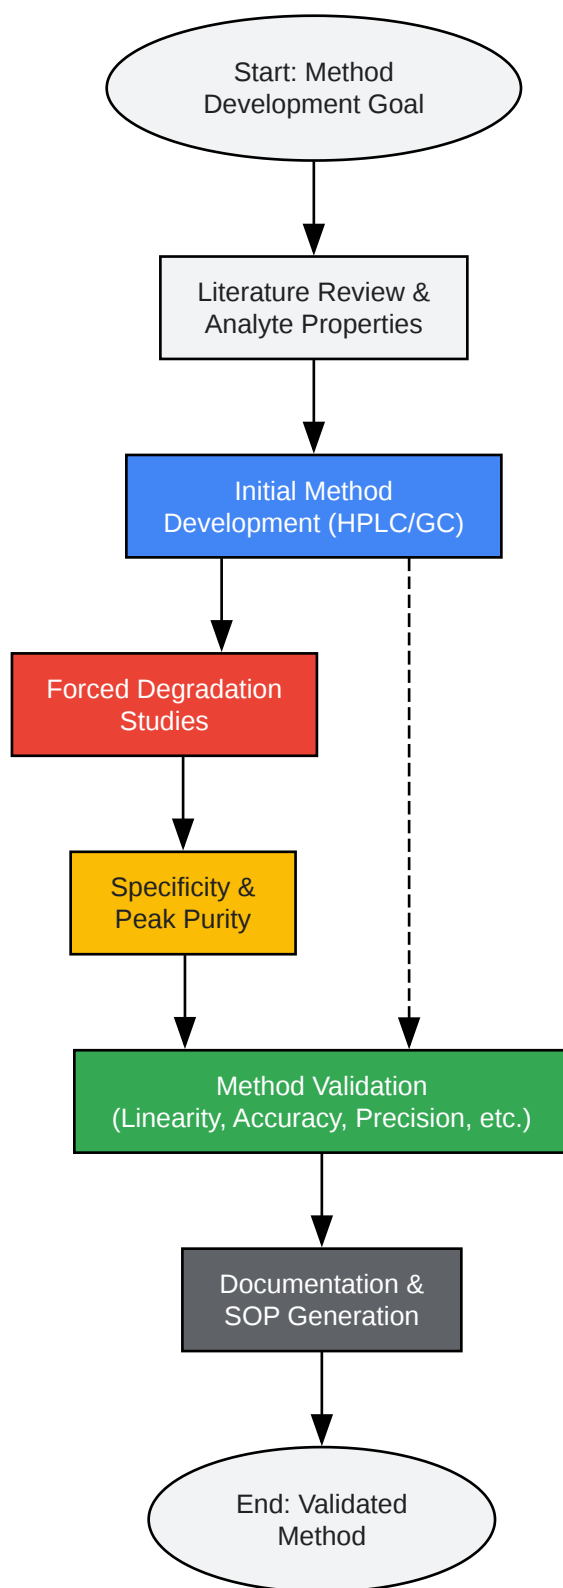 Start: Method
Development Goal
Literature Review &
Analyte Properties
Initial Method
Development (HPLC/GC)
Forced Degradation
Studies
Specificity &
Peak Purity
Method Validation
(Linearity, Accuracy, Precision, etc.)
Documentation &
SOP Generation
End: Validated
Method